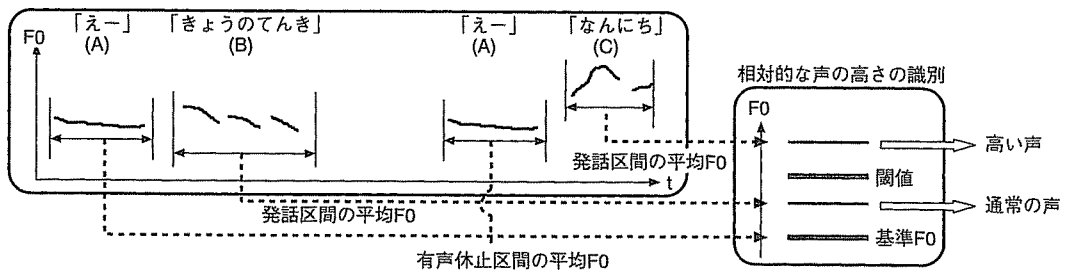 「えー」 「きょうのてんき」 「えー」 「なんにち」
F0 (A) (B) (A) (C)
相対的な声の高さの識別
F0
高い声
発話区間の平均F0
閾値
t
発話区間の平均F0
通常の声
基準F0
有声休止区間の平均F0